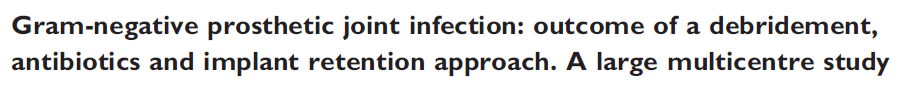 Gram-negative prosthetic joint infection: outcome of a debridement,
antibiotics and implant retention approach. A large multicentre study